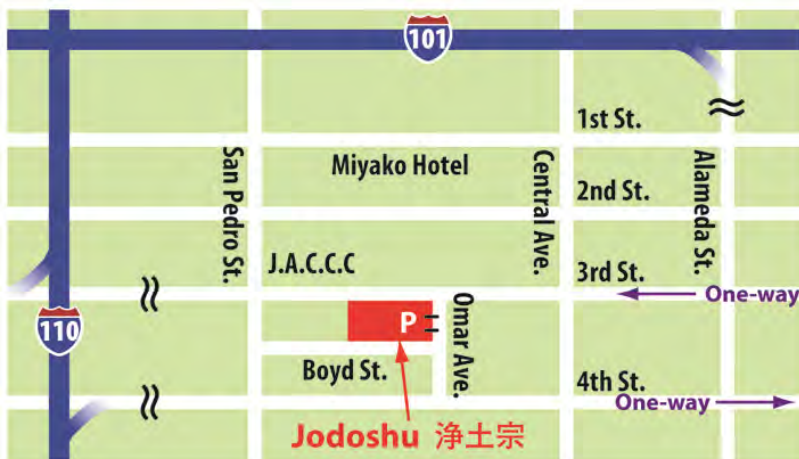 101
1st St.
San Pedro St.
Miyako Hotel
Central Ave.
Alameda St.
2nd St.
J.A.C.C.C
3rd St.
One-way
110
P
Omar Ave.
Boyd St.
4th St.
One-way
Jodoshu 浄土宗